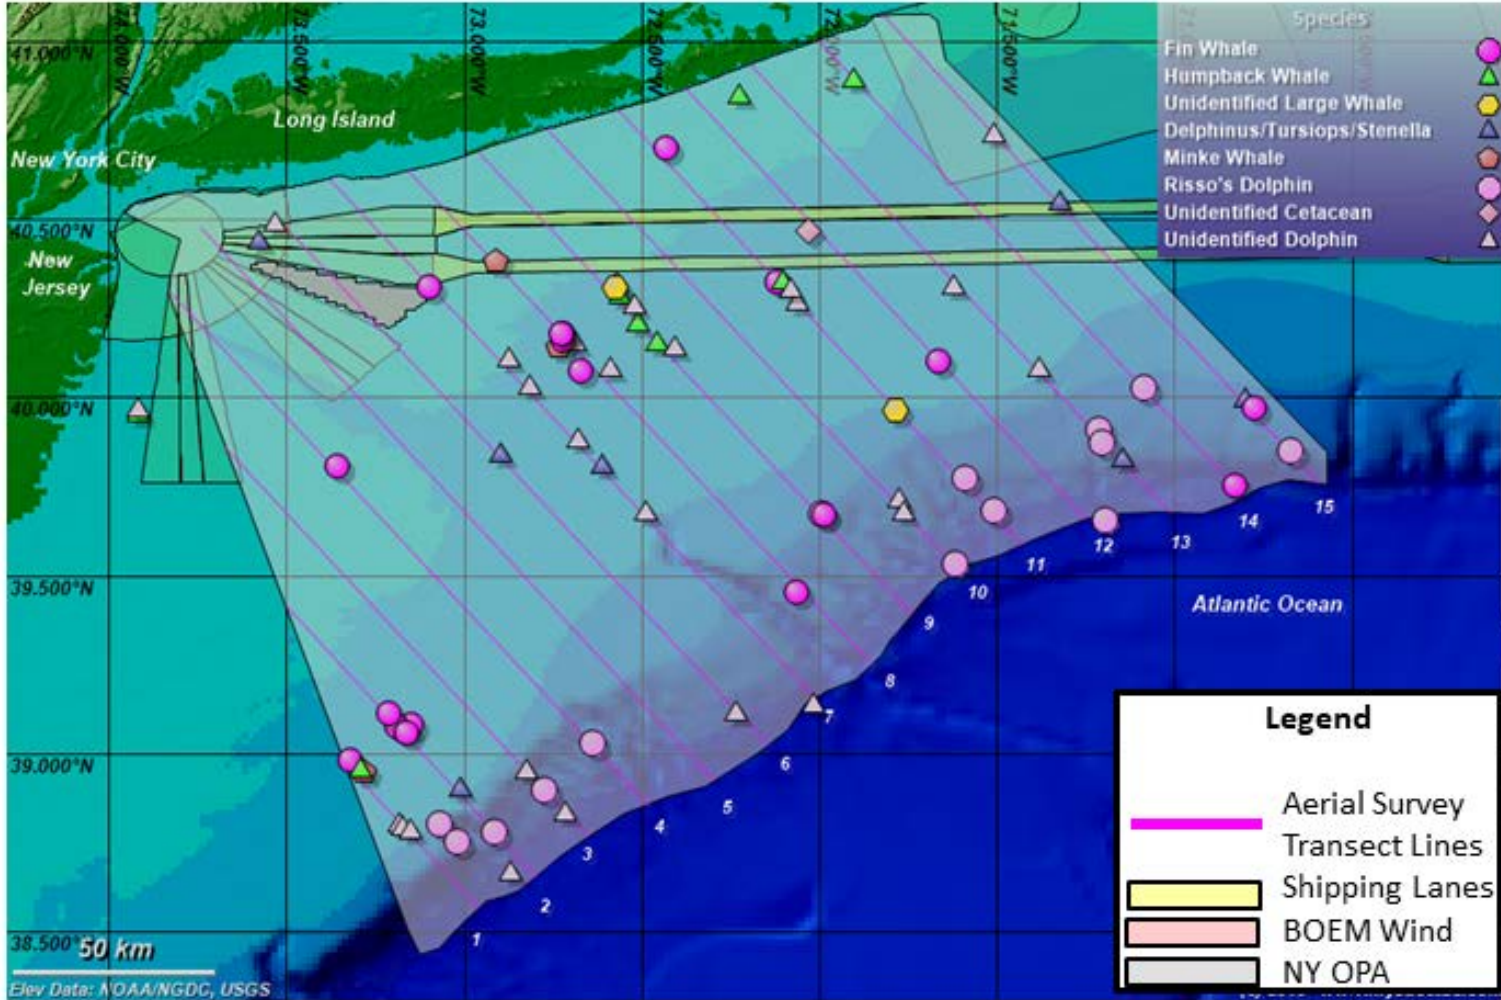 74.000°W
73.500°W
73.000°W
72.500°W
72.000°W
71.500°W
41.000°N
Species
Fin Whale
Humpback Whale
Unidentified Large Whale
Delphinus/Tursiops/Stenella
Minke Whale
Risso's Dolphin
Unidentified Cetacean
Unidentified Dolphin
Long Island
New York City
40.500°N
New
Jersey
40.000°N
39.500°N
Atlantic Ocean
15
14
13
12
11
10
9
8
7
6
5
4
3
2
1
39.000°N
38.500°N
50 km
Elev Data: NOAA/NGDC, USGS
Legend
Aerial Survey
Transect Lines
Shipping Lanes
BOEM Wind
NY OPA